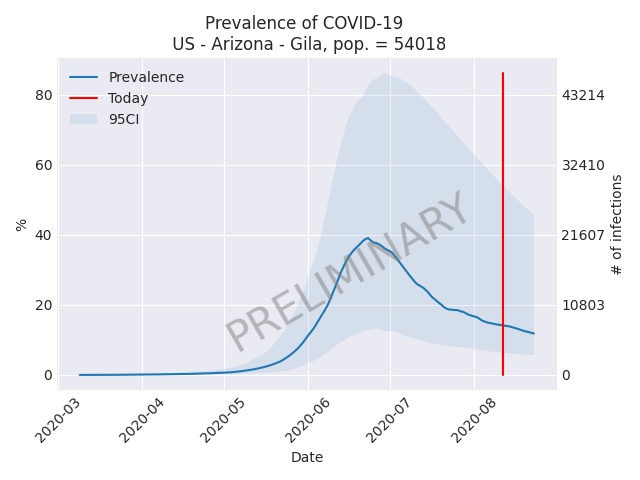 Prevalence of COVID-19
US - Arizona - Gila, pop. = 54018
Prevalence
Today
95CI
80
60
40
20
0
%
43214
32410
21607
10803
0
# of infections
PRELIMINARY
2020-03
2020-04
2020-05
2020-06
2020-07
2020-08
Date